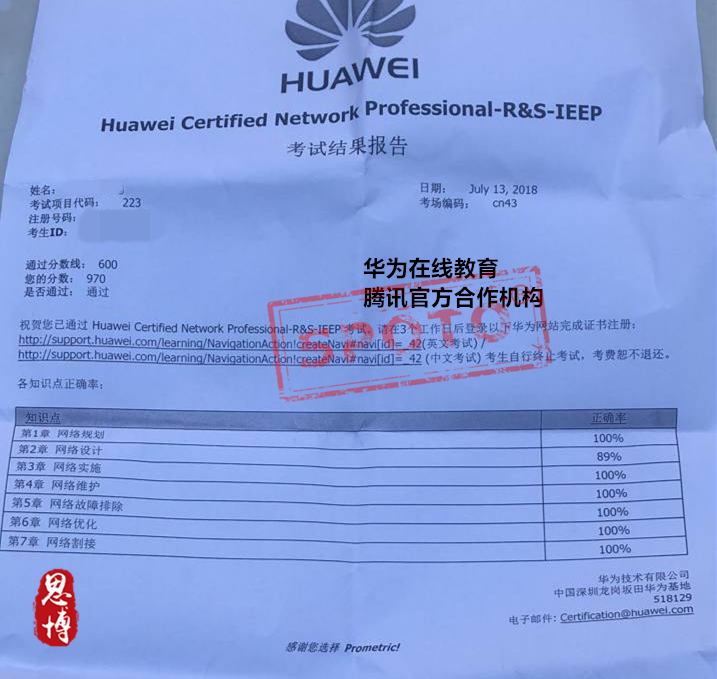 HUAWEI
Huawei Certified Network Professional-R&S-IEEP
考试结果报告
姓名:
日期: July 13, 2018
考试项目代码: 223
考场编码: cn43
注册号码:
考生ID:
通过分数线: 600
您的分数: 970
是否通过: 通过
华为在线教育
腾讯官方合作机构
SPOTO
祝贺您已通过 Huawei Certified Network Professional-R&S-IEEP 考试，请在3个工作日后登录以下华为网站完成证书注册:
http://support.huawei.com/learning/NavigationAction!createNavi#navi[id]=_42(英文考试) /
http://support.huawei.com/learning/NavigationAction!createNavi#navi[id]=_42 (中文考试) 考生自行终止考试，考费恕不退还。
各知识点正确率:
知识点 正确率
第1章 网络规划 100%
第2章 网络设计 89%
第3章 网络实施 100%
第4章 网络维护 100%
第5章 网络故障排除 100%
第6章 网络优化 100%
第7章 网络割接 100%
华为技术有限公司
中国深圳龙岗坂田华为基地
518129
电子邮件: Certification@huawei.com
思博
感谢您选择 Prometric!